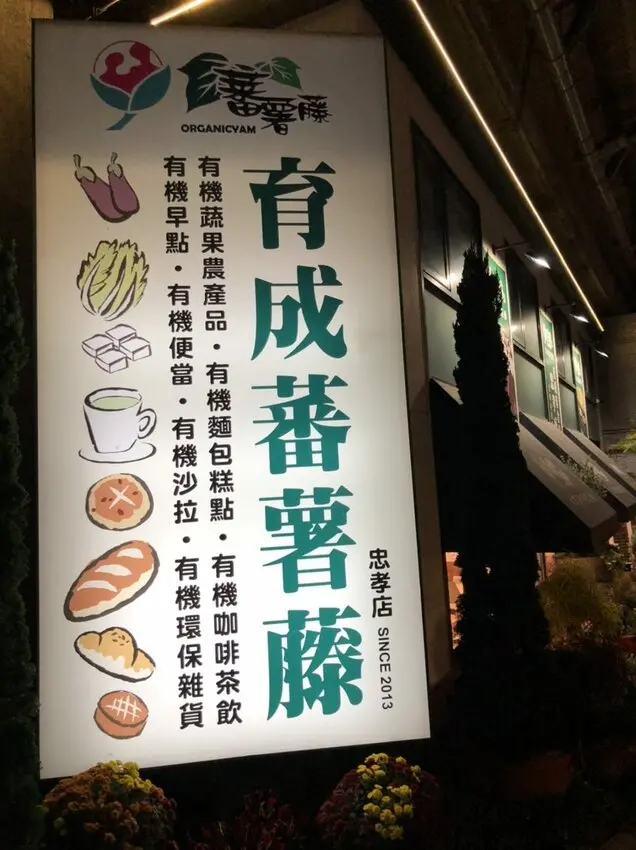 蕃薯藤
ORGANICYAM
育成蕃薯藤
忠孝店 SINCE 2013
有機蔬果農產品・有機麵包糕點・有機咖啡茶飲
有機早點・有機便當・有機沙拉・有機環保雜貨